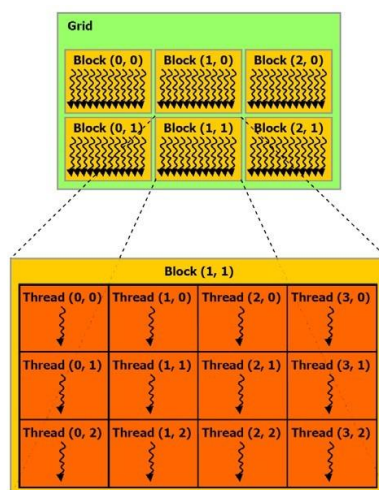 Grid
Block (0, 0) Block (1, 0) Block (2, 0)
Block (0, 1) Block (1, 1) Block (2, 1)
Block (1, 1)
Thread (0, 0) Thread (1, 0) Thread (2, 0) Thread (3, 0)
Thread (0, 1) Thread (1, 1) Thread (2, 1) Thread (3, 1)
Thread (0, 2) Thread (1, 2) Thread (2, 2) Thread (3, 2)